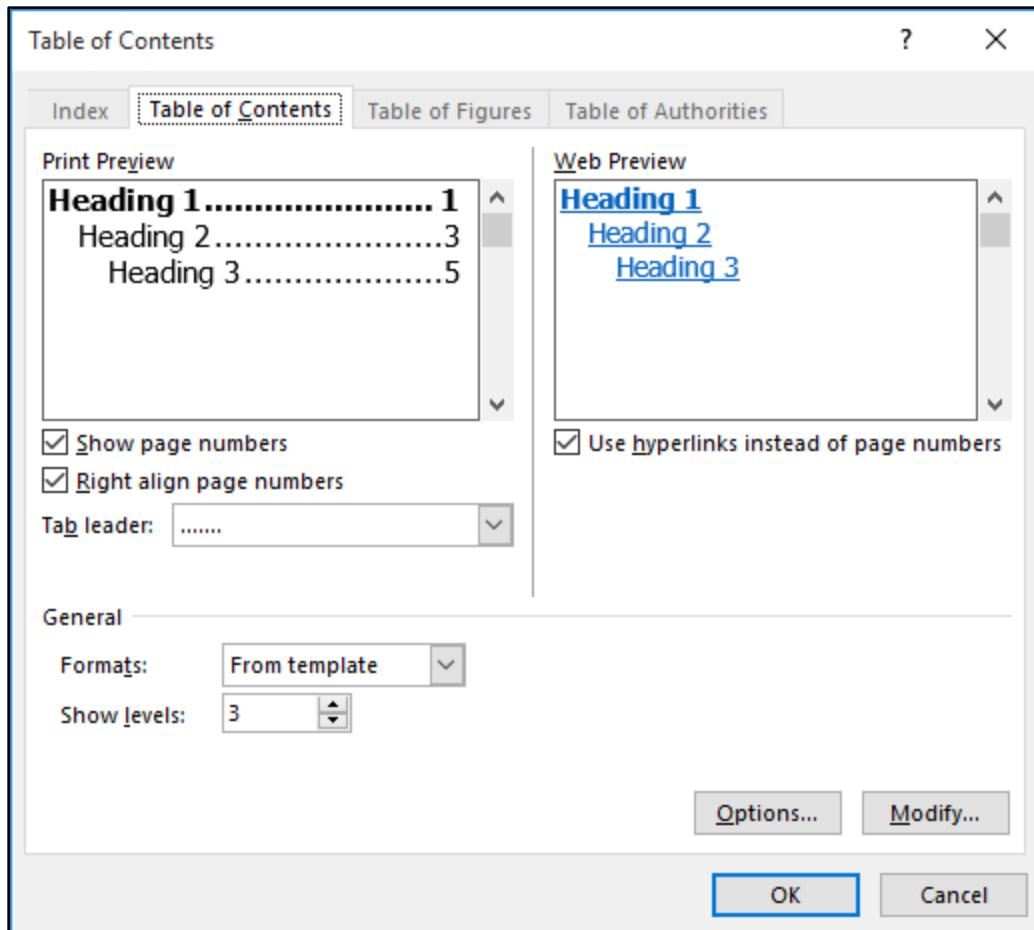 Table of Contents
?
Index
Table of Contents
Table of Figures
Table of Authorities
Print Preview
Heading 1....................... 1
Heading 2.......................3
Heading 3....................5
Show page numbers
Right align page numbers
Tab leader: .......
Web Preview
Heading 1
Heading 2
Heading 3
Use hyperlinks instead of page numbers
General
Formats: From template
Show levels: 3
Options... Modify...
OK Cancel